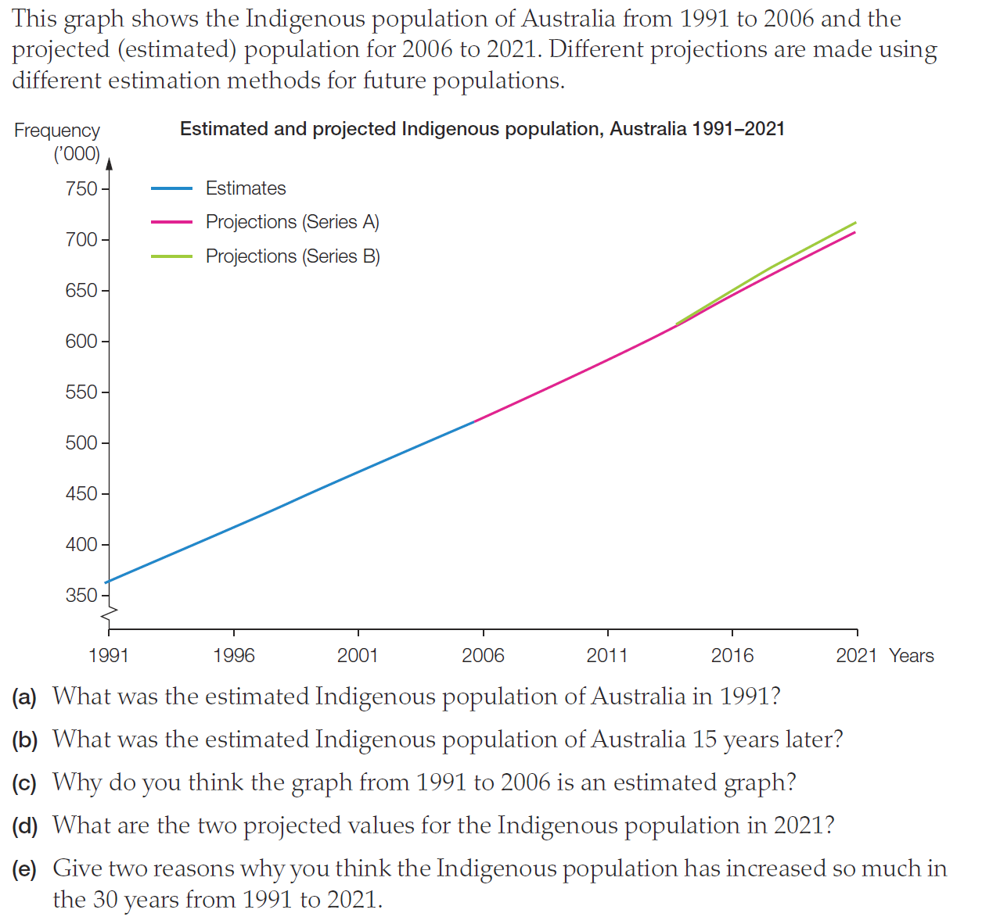 This graph shows the Indigenous population of Australia from 1991 to 2006 and the
projected (estimated) population for 2006 to 2021. Different projections are made using
different estimation methods for future populations.
Estimated and projected Indigenous population, Australia 1991–2021
Frequency
(’000)
750
700
650
600
550
500
450
400
350
Estimates
Projections (Series A)
Projections (Series B)
1991 1996 2001 2006 2011 2016 2021 Years
(a) What was the estimated Indigenous population of Australia in 1991?
(b) What was the estimated Indigenous population of Australia 15 years later?
(c) Why do you think the graph from 1991 to 2006 is an estimated graph?
(d) What are the two projected values for the Indigenous population in 2021?
(e) Give two reasons why you think the Indigenous population has increased so much in
the 30 years from 1991 to 2021.